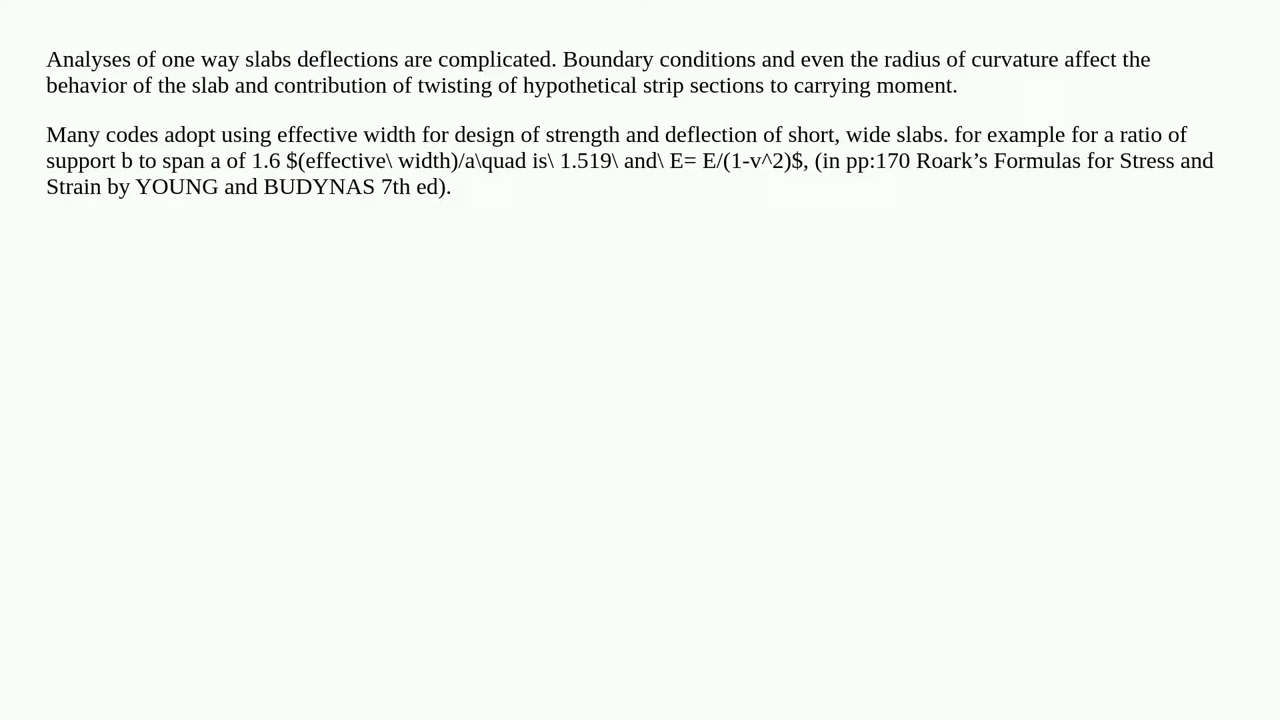 Analyses of one way slabs deflections are complicated. Boundary conditions and even the radius of curvature affect the
behavior of the slab and contribution of twisting of hypothetical strip sections to carrying moment.
Many codes adopt using effective width for design of strength and deflection of short, wide slabs. for example for a ratio of
support b to span a of 1.6 $(effective\ width)/a\quad is\ 1.519\ and\ E= E/(1-v^2)$, (in pp:170 Roark’s Formulas for Stress and
Strain by YOUNG and BUDYNAS 7th ed).